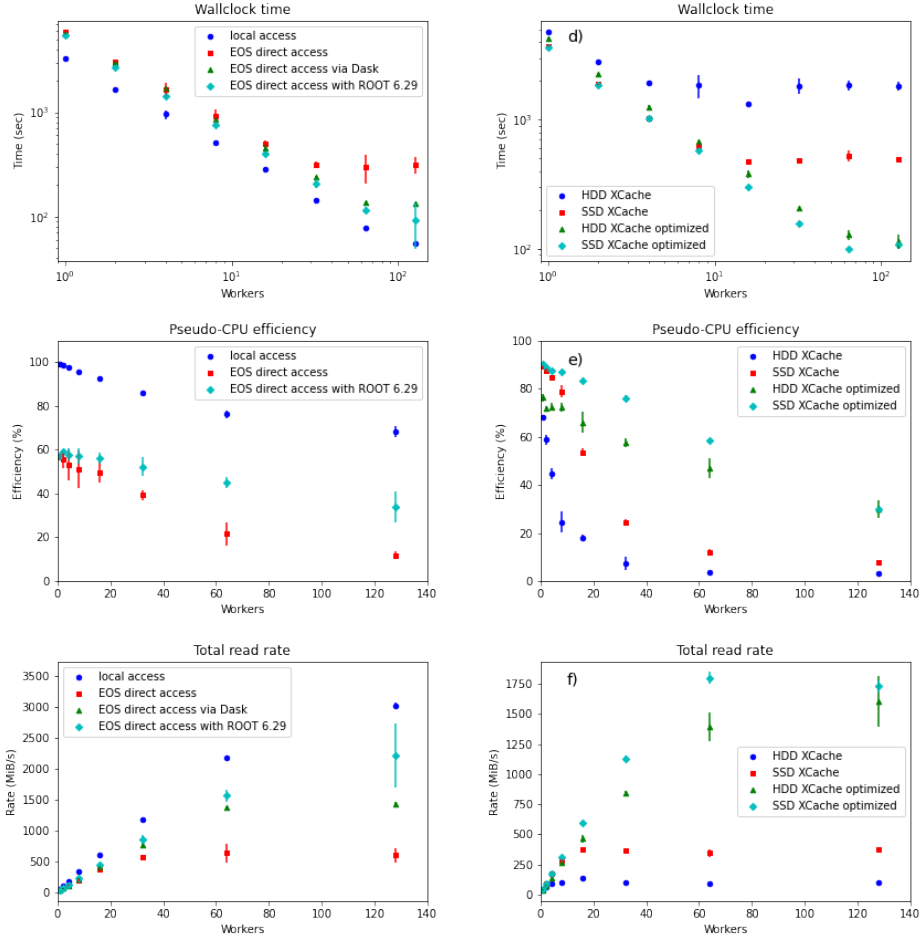 Wallclock time
local access
EOS direct access
EOS direct access via Dask
EOS direct access with ROOT 6.29
Time (sec)
10³
10²
10⁰
10¹
10²
Workers
Wallclock time
d)
HDD XCache
SSD XCache
HDD XCache optimized
SSD XCache optimized
Time (sec)
10³
10²
10⁰
10¹
10²
Workers
Pseudo-CPU efficiency
local access
EOS direct access
EOS direct access with ROOT 6.29
Efficiency (%)
100
80
60
40
20
0
0 20 40 60 80 100 120 140
Workers
Pseudo-CPU efficiency
e)
HDD XCache
SSD XCache
HDD XCache optimized
SSD XCache optimized
Efficiency (%)
100
80
60
40
20
0
0 20 40 60 80 100 120 140
Workers
Total read rate
local access
EOS direct access
EOS direct access via Dask
EOS direct access with ROOT 6.29
Rate (MiB/s)
3500
3000
2500
2000
1500
1000
500
0
0 20 40 60 80 100 120 140
Workers
Total read rate
f)
HDD XCache
SSD XCache
HDD XCache optimized
SSD XCache optimized
Rate (MiB/s)
1750
1500
1250
1000
750
500
250
0
0 20 40 60 80 100 120 140
Workers